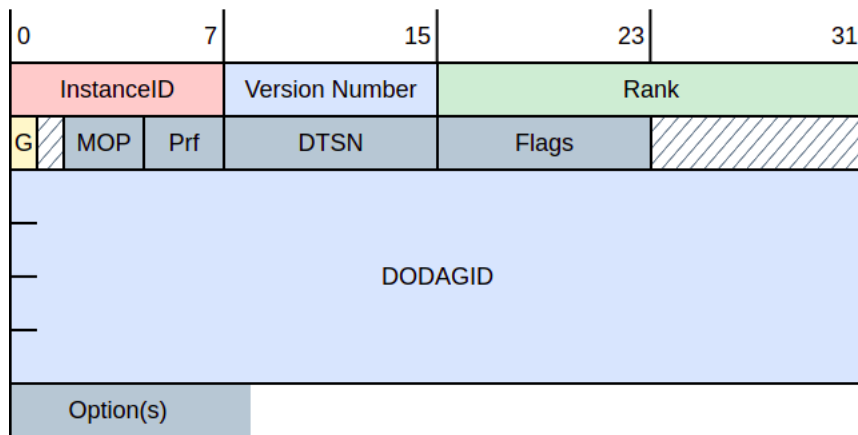 0 7 15 23 31
InstanceID Version Number Rank
G MOP Prf DTSN Flags
DODAGID
Option(s)